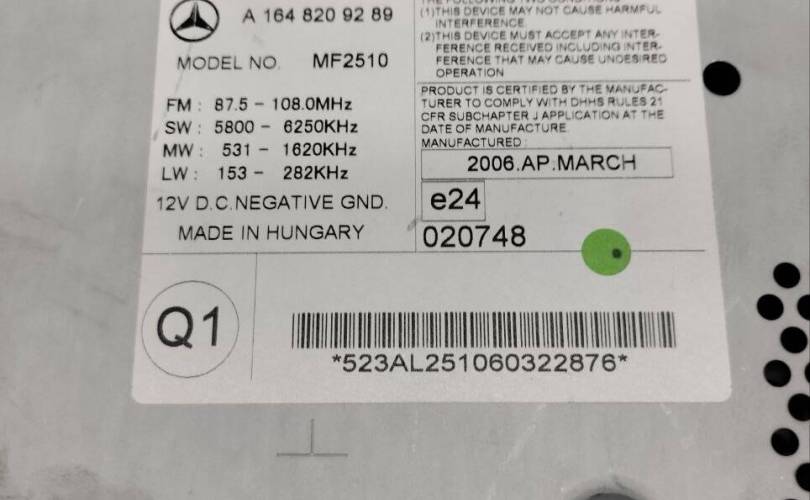 A 164 820 92 89
MODEL NO. MF2510
FM : 87.5 - 108.0MHz
SW : 5800 - 6250KHz
MW : 531 - 1620KHz
LW : 153 - 282KHz
12V D.C.NEGATIVE GND.
MADE IN HUNGARY
(1)THIS DEVICE MAY NOT CAUSE HARMFUL
INTERFERENCE.
(2)THIS DEVICE MUST ACCEPT ANY INTER-
FERENCE RECEIVED INCLUDING INTER-
FERENCE THAT MAY CAUSE UNDESIRED
OPERATION
PRODUCT IS CERTIFIED BY THE MANUFAC-
TURER TO COMPLY WITH DHHS RULES 21
CFR SUBCHAPTER J APPLICATION AT THE
DATE OF MANUFACTURE.
MANUFACTURED :
2006.AP.MARCH
e24
020748
Q1
*523AL251060322876*